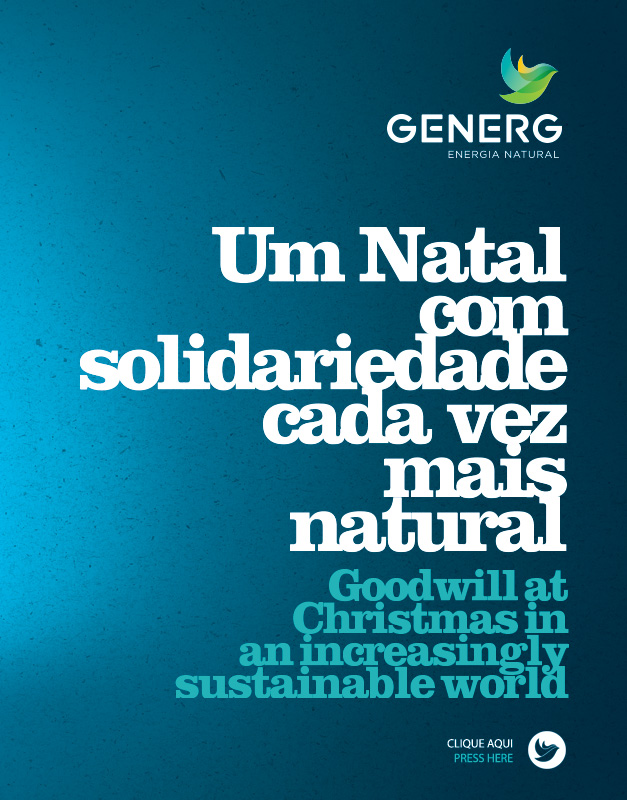 GENERG
ENERGIA NATURAL
Um Natal
com
solidariedade
cada vez
mais
natural
Goodwill at
Christmas in
an increasingly
sustainable world
CLIQUE AQUI
PRESS HERE